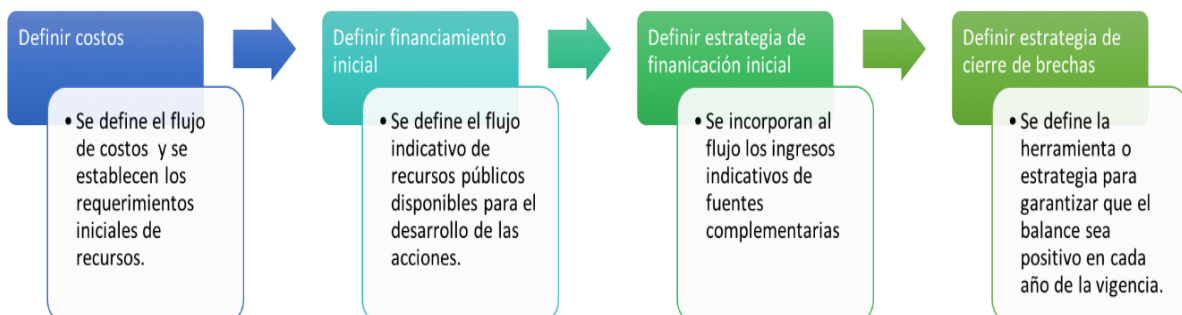 Definir costos
• Se define el flujo
de costos y se
establecen los
requerimientos
iniciales de
recursos.
Definir financiamiento
inicial
• Se define el flujo
indicativo de
recursos públicos
disponibles para el
desarrollo de las
acciones.
Definir estrategia de
finanicación inicial
• Se incorporan al
flujo los ingresos
indicativos de
fuentes
complementarias
Definir estrategia de
cierre de brechas
• Se define la
herramienta o
estrategia para
garantizar que el
balance sea
positivo en cada
año de la vigencia.